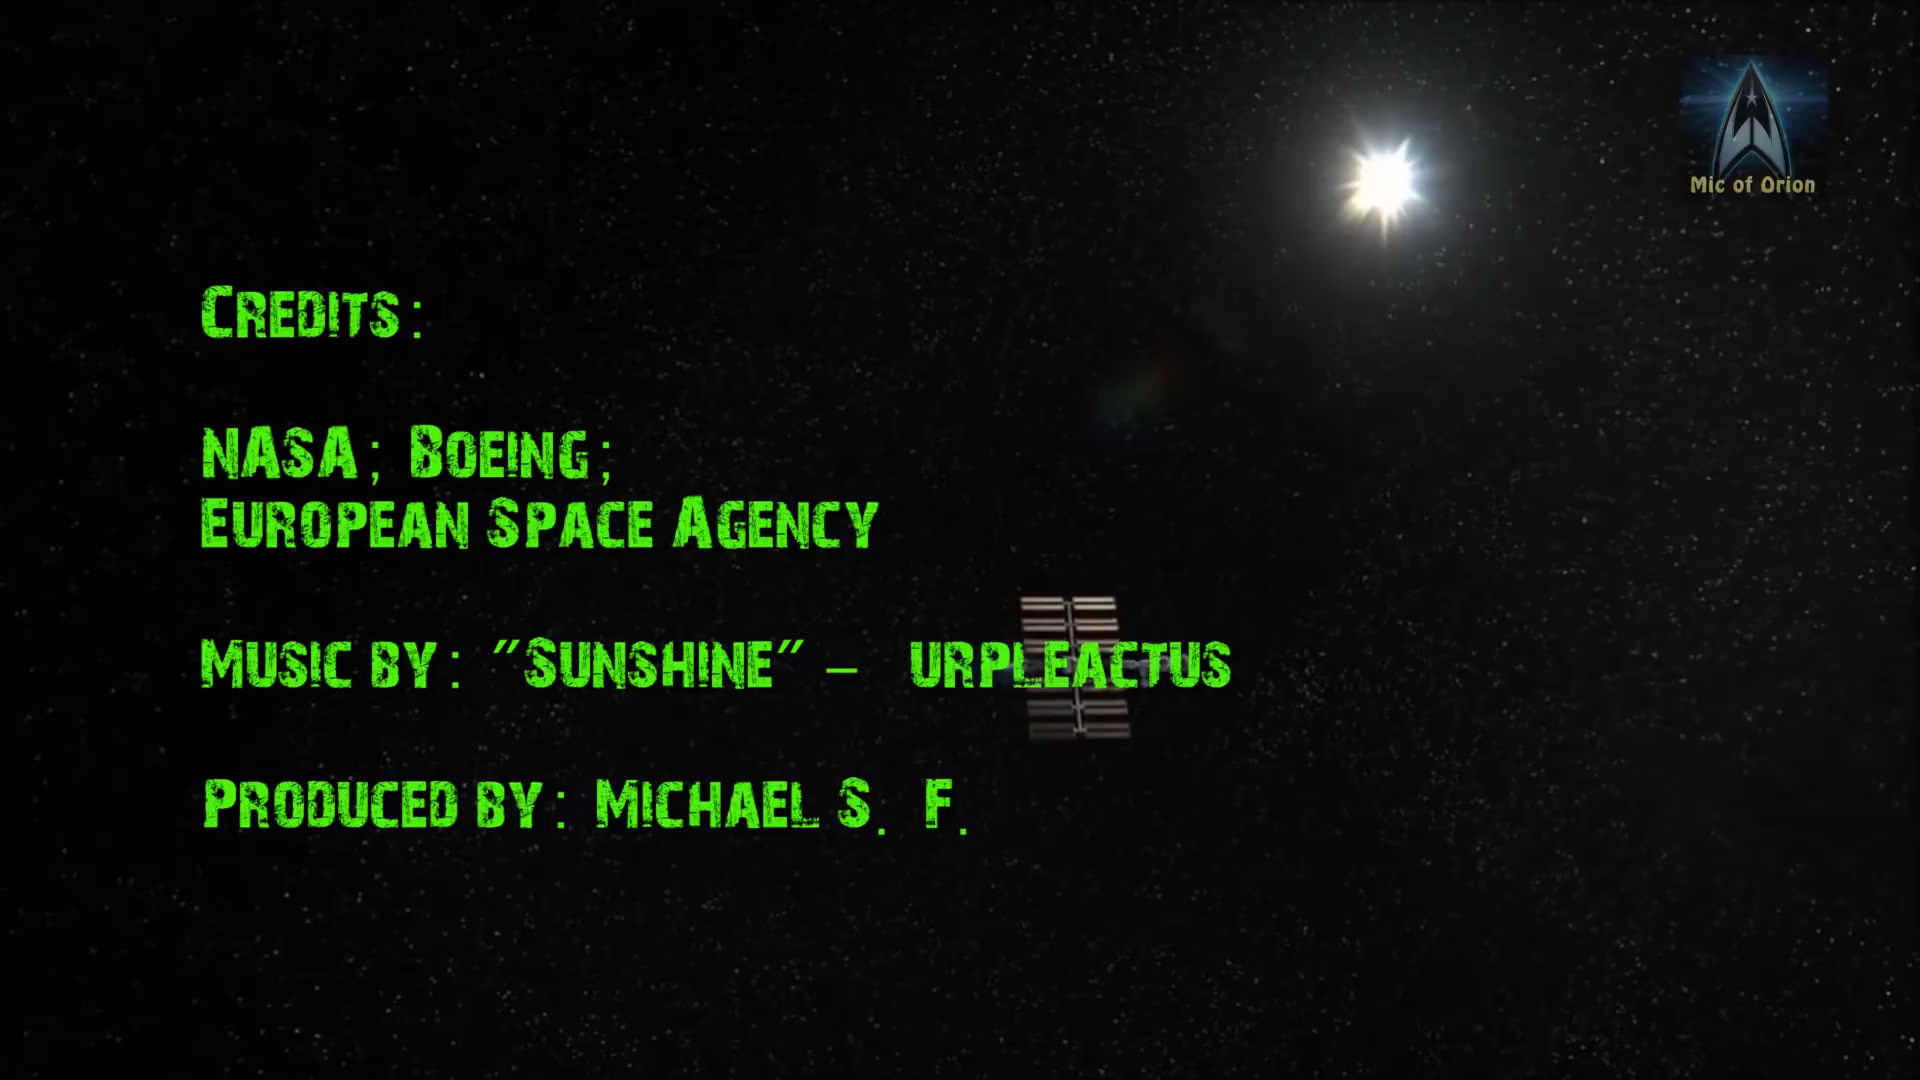 Mic of Orion
Credits:
NASA; Boeing;
European Space Agency
Music by: "Sunshine" – urpleactus
Produced by: Michael S. F.